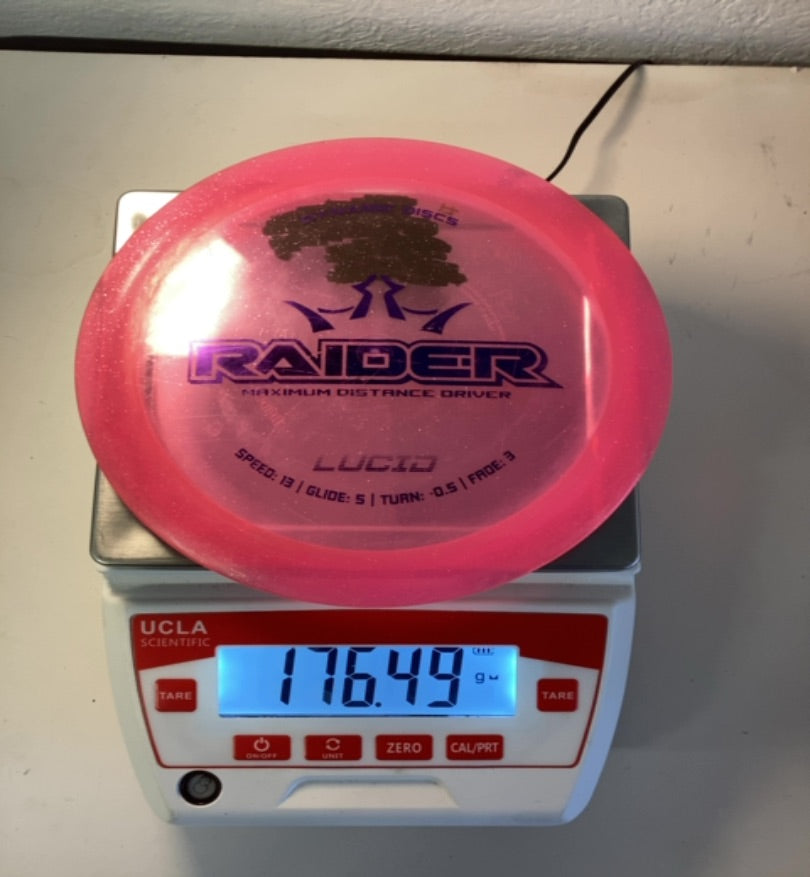 DISCS
RAIDER
MAXIMUM DISTANCE DRIVER
LUCID
SPEED: 13 | GLIDE: 5 | TURN: -0.5 | FADE: 3
UCLA
SCIENTIFIC
176.49 g
TARE
TARE
ON•OFF
UNIT
ZERO
CAL/PRT